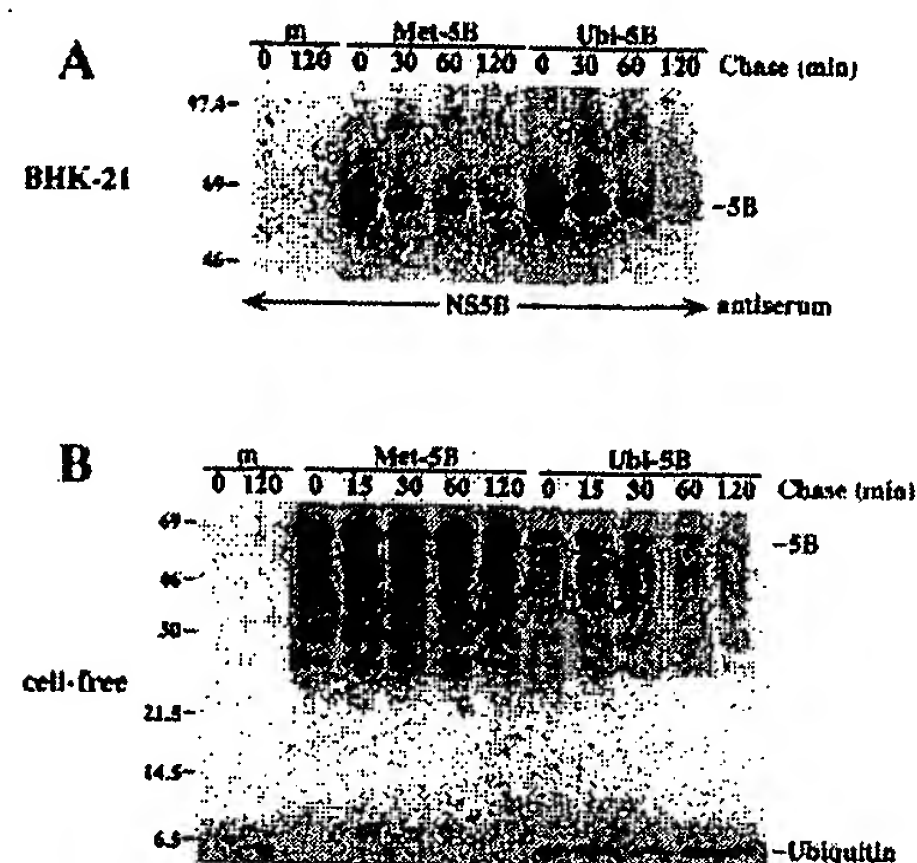 A
m Met-5B Ubi-5B
0 120 0 30 60 120 0 30 60 120 Chase (min)
97.4-
BHK-21
69-
-5B
46-
NS5B antiserum
B
m Met-5B Ubi-5B
0 120 0 15 30 60 120 0 15 30 60 120 Chase (min)
69-
-5B
46-
30-
cell-free
21.5-
14.5-
6.5-
-Ubiquitin